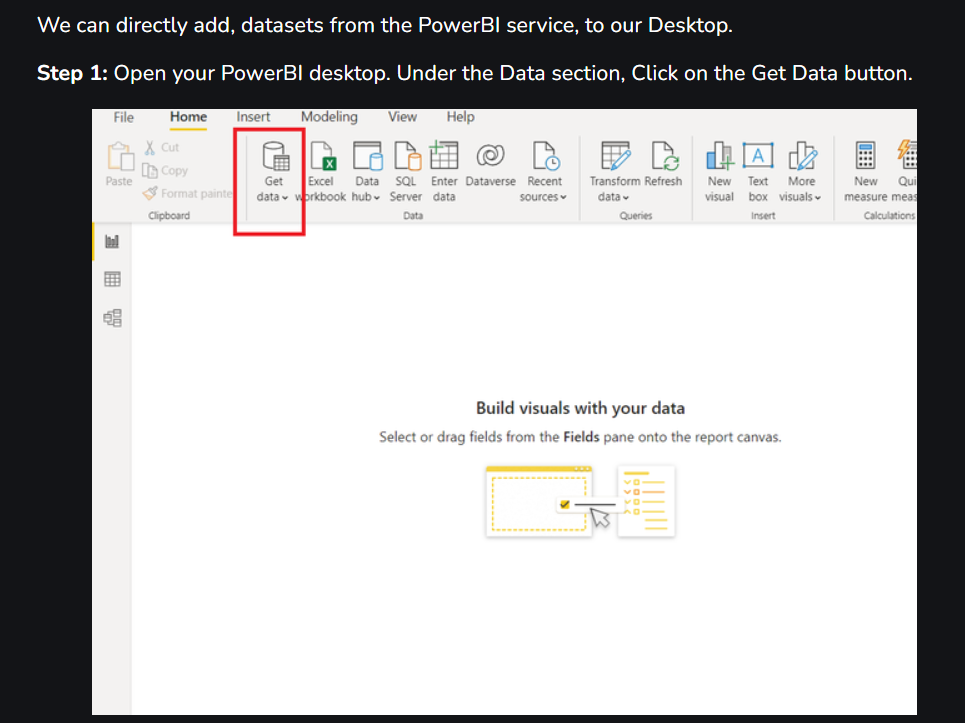 We can directly add, datasets from the PowerBI service, to our Desktop.
Step 1: Open your PowerBI desktop. Under the Data section, Click on the Get Data button.
File Home Insert Modeling View Help
Paste
Cut
Copy
Format painte
Clipboard
Get data
Excel workbook
Data hub
SQL Server
Enter data
Dataverse
Recent sources
Data
Transform data
Refresh
Queries
New visual
Text box
More visuals
Insert
New measure
Qui meas
Calculations
Build visuals with your data
Select or drag fields from the Fields pane onto the report canvas.